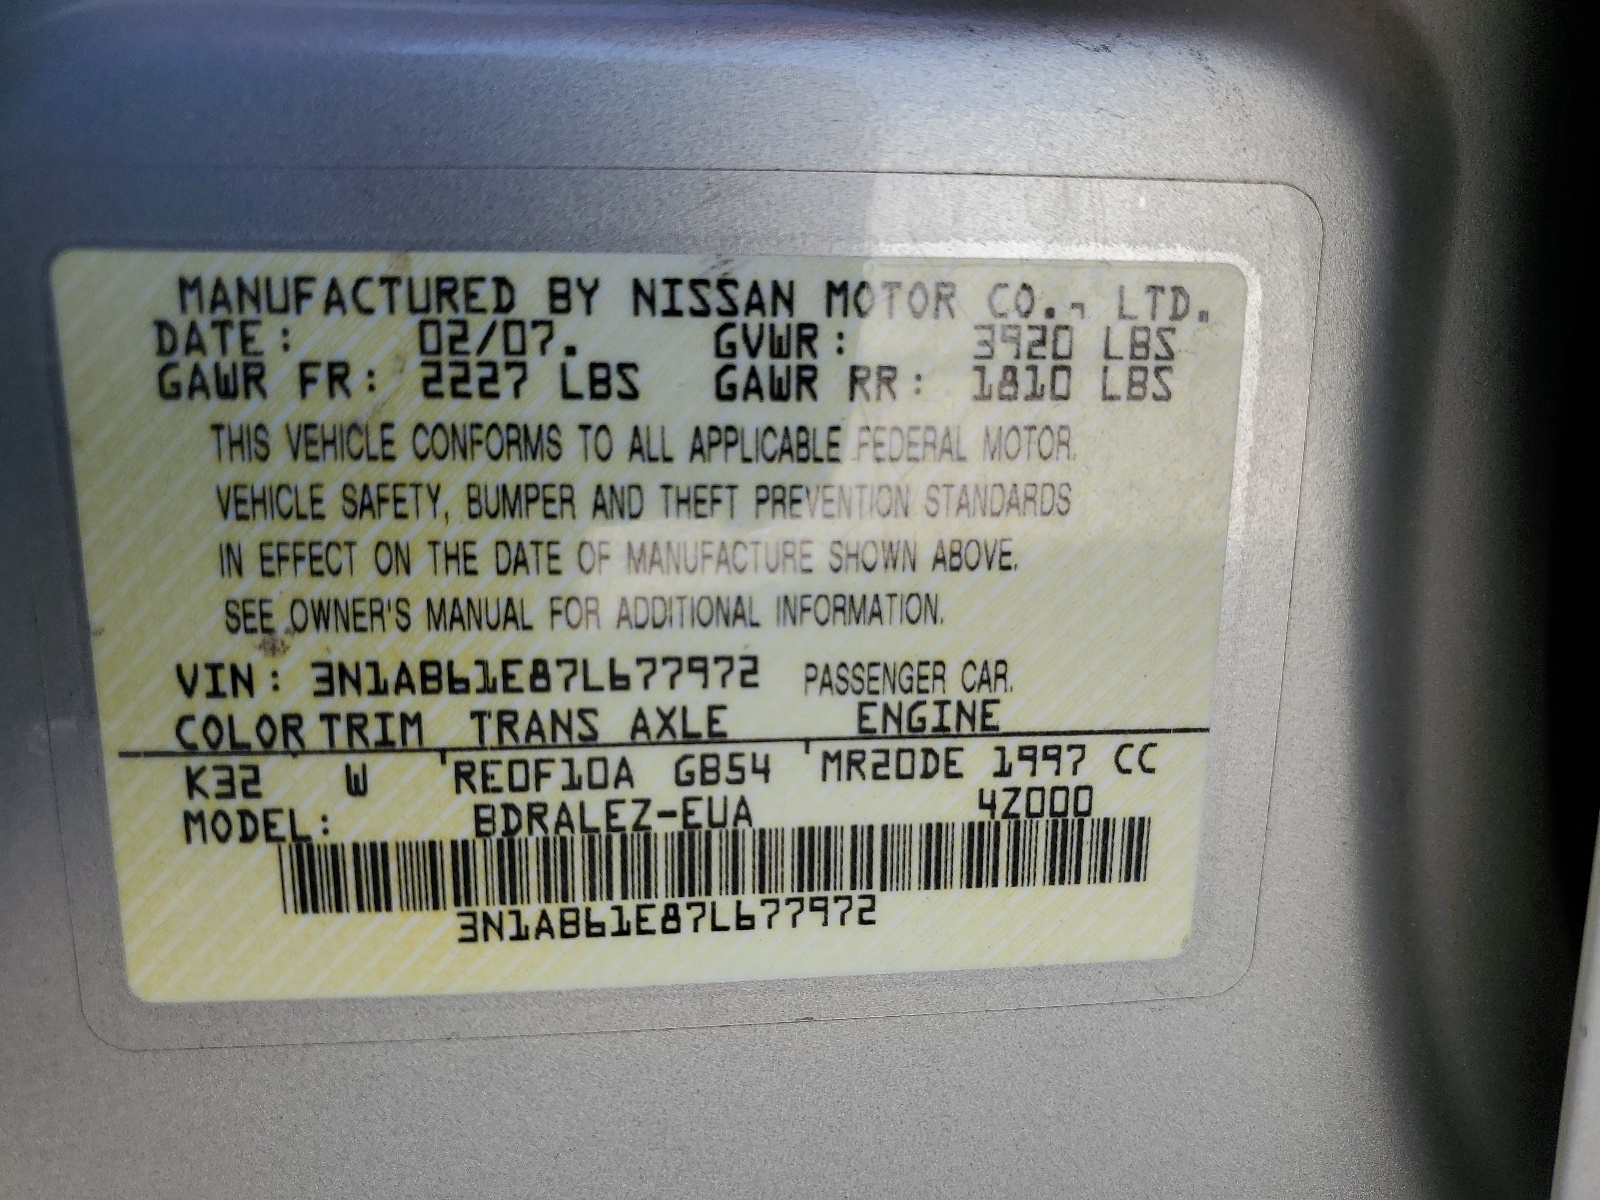 MANUFACTURED BY NISSAN MOTOR CO., LTD.
DATE: 02/07. GVWR: 3920 LBS
GAWR FR: 2227 LBS GAWR RR: 1810 LBS
THIS VEHICLE CONFORMS TO ALL APPLICABLE FEDERAL MOTOR
VEHICLE SAFETY, BUMPER AND THEFT PREVENTION STANDARDS
IN EFFECT ON THE DATE OF MANUFACTURE SHOWN ABOVE.
SEE OWNER'S MANUAL FOR ADDITIONAL INFORMATION.
VIN: 3N1AB61E87L677972 PASSENGER CAR.
COLOR TRIM TRANS AXLE ENGINE
K32 W RE0F10A GB54 MR20DE 1997 CC
MODEL: BDRALEZ-EUA 4Z000
3N1AB61E87L677972